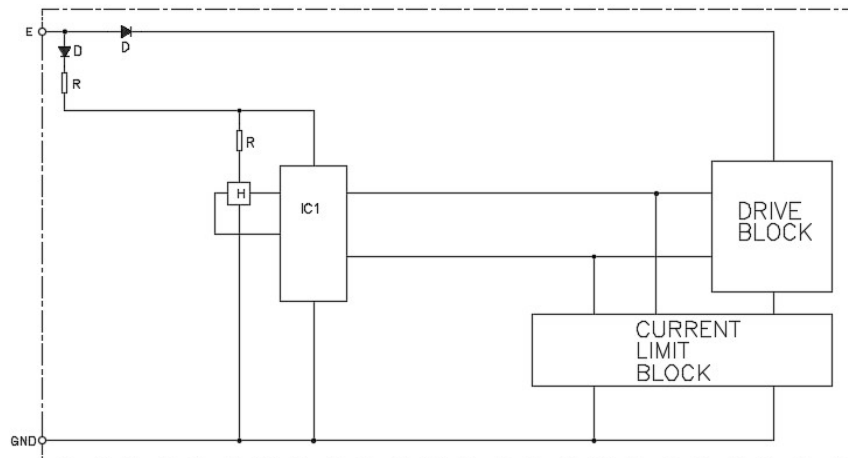 E
D
D
R
R
H
IC1
DRIVE
BLOCK
CURRENT
LIMIT
BLOCK
GND